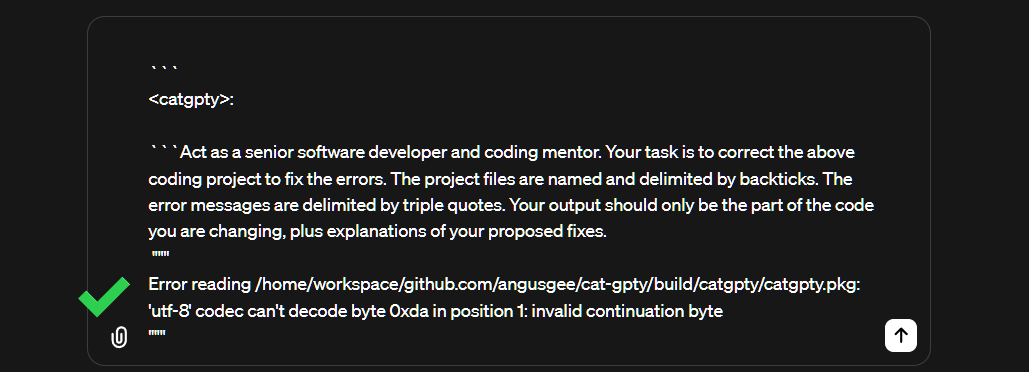 ```
<catgpty>:
```Act as a senior software developer and coding mentor. Your task is to correct the above
coding project to fix the errors. The project files are named and delimited by backticks. The
error messages are delimited by triple quotes. Your output should only be the part of the code
you are changing, plus explanations of your proposed fixes.
"""
Error reading /home/workspace/github.com/angusgee/cat-gpty/build/catgpty/catgpty.pkg:
'utf-8' codec can't decode byte 0xda in position 1: invalid continuation byte
"""